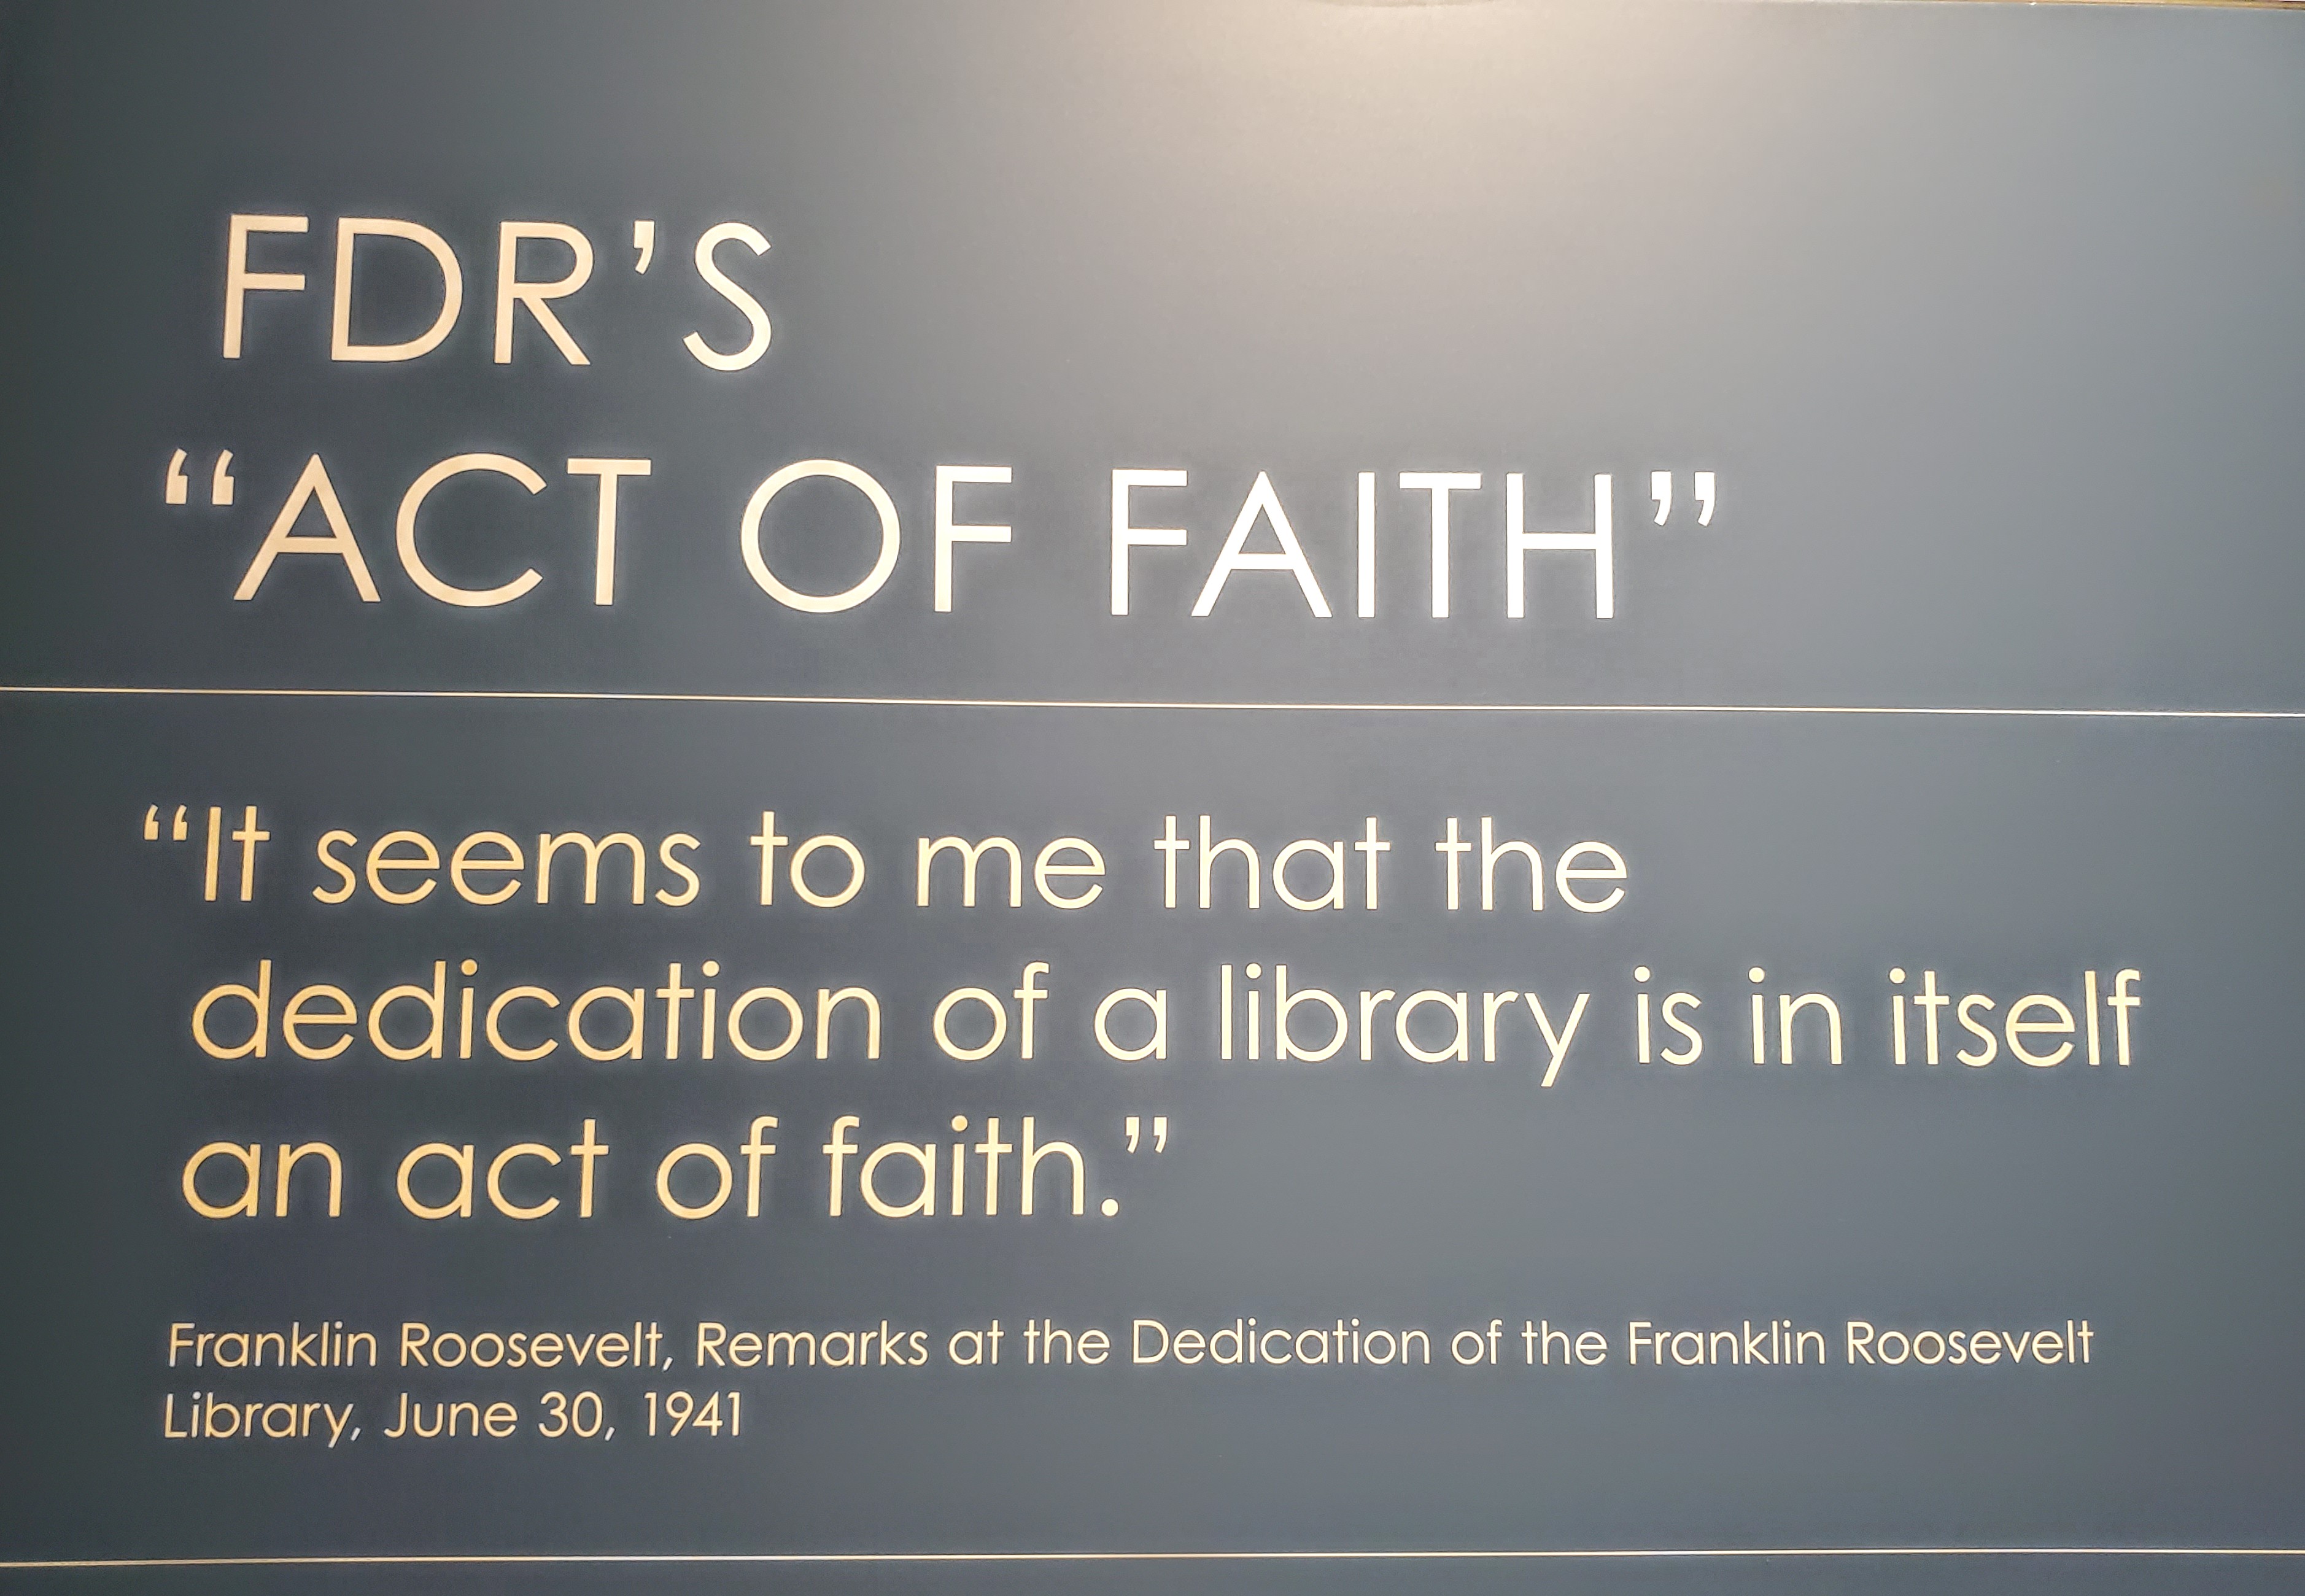 FDR’S
“ACT OF FAITH”
“It seems to me that the
dedication of a library is in itself
an act of faith.”
Franklin Roosevelt, Remarks at the Dedication of the Franklin Roosevelt
Library, June 30, 1941